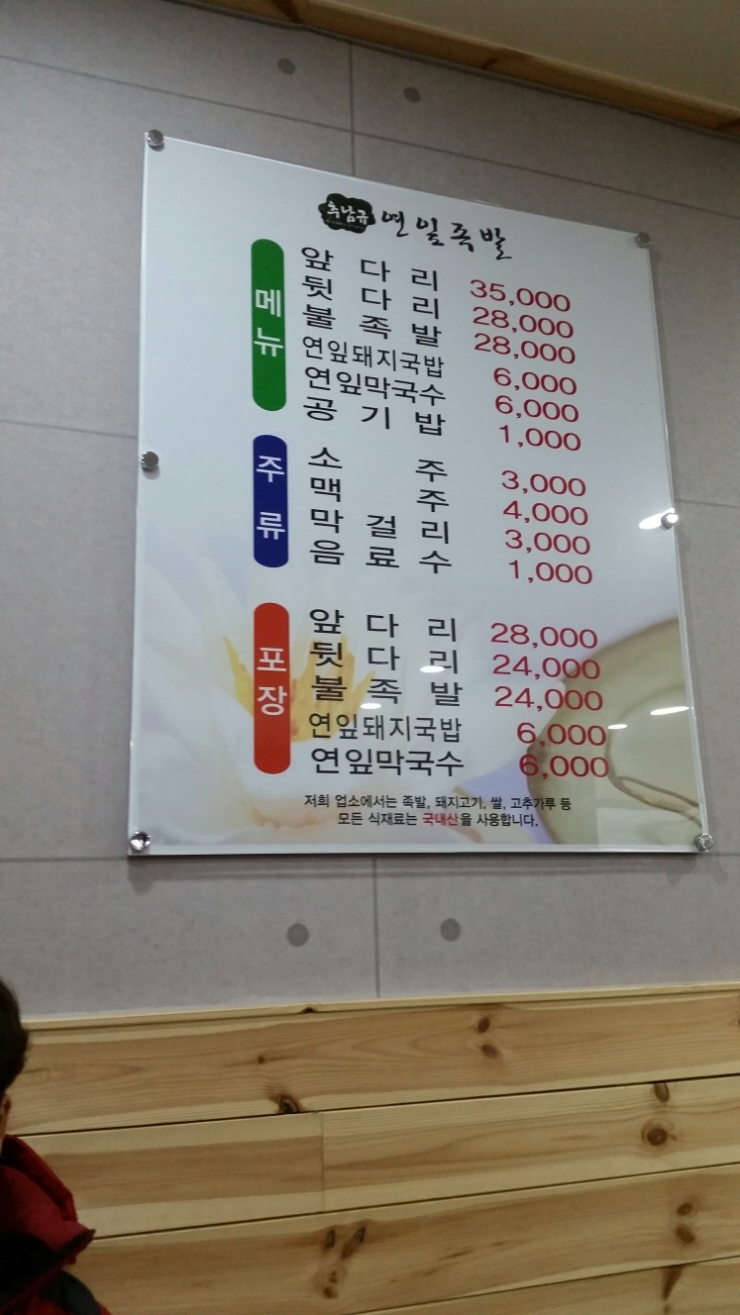 추남규 연잎족발
메뉴
앞다리 35,000
뒷다리 28,000
불족발 28,000
연잎돼지국밥 6,000
연잎막국수 6,000
공기밥 1,000
주류
소주 3,000
맥주 4,000
막걸리 3,000
음료수 1,000
포장
앞다리 28,000
뒷다리 24,000
불족발 24,000
연잎돼지국밥 6,000
연잎막국수 6,000
저희 업소에서는 족발, 돼지고기, 쌀, 고추가루 등
모든 식재료는 국내산을 사용합니다.